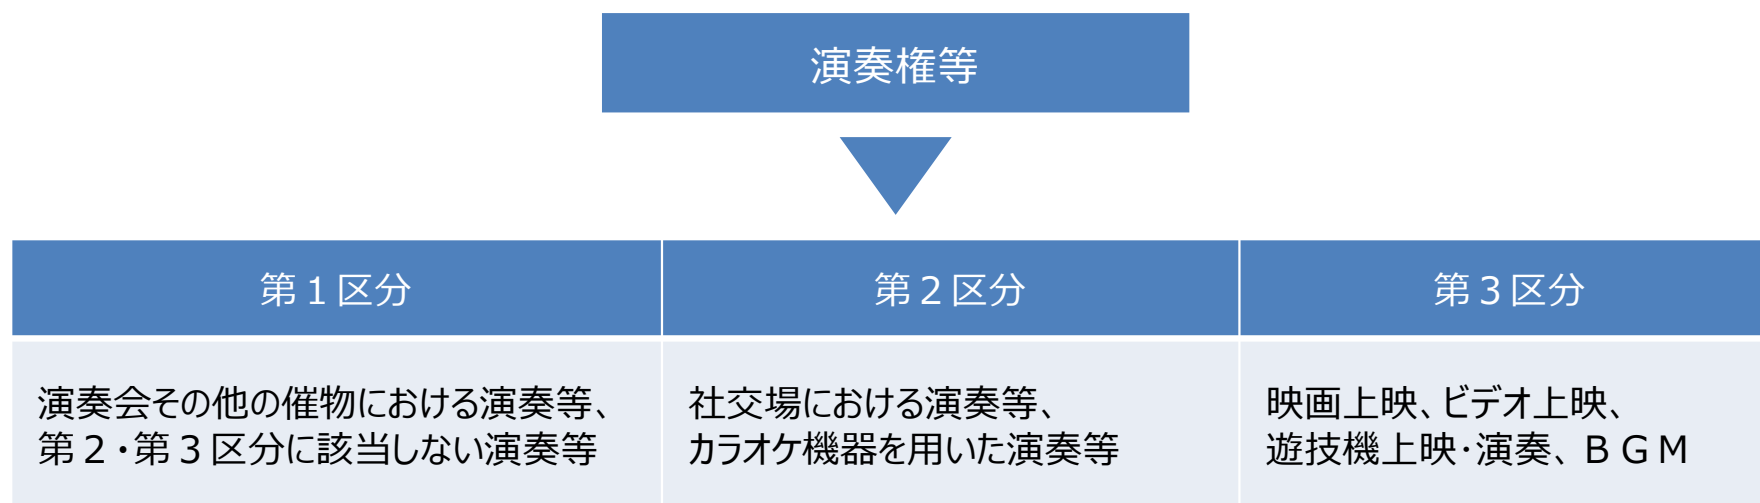 演奏権等
第１区分
第２区分
第３区分
演奏会その他の催物における演奏等、
第２・第３区分に該当しない演奏等
社交場における演奏等、
カラオケ機器を用いた演奏等
映画上映、ビデオ上映、
遊技機上映・演奏、ＢＧＭ